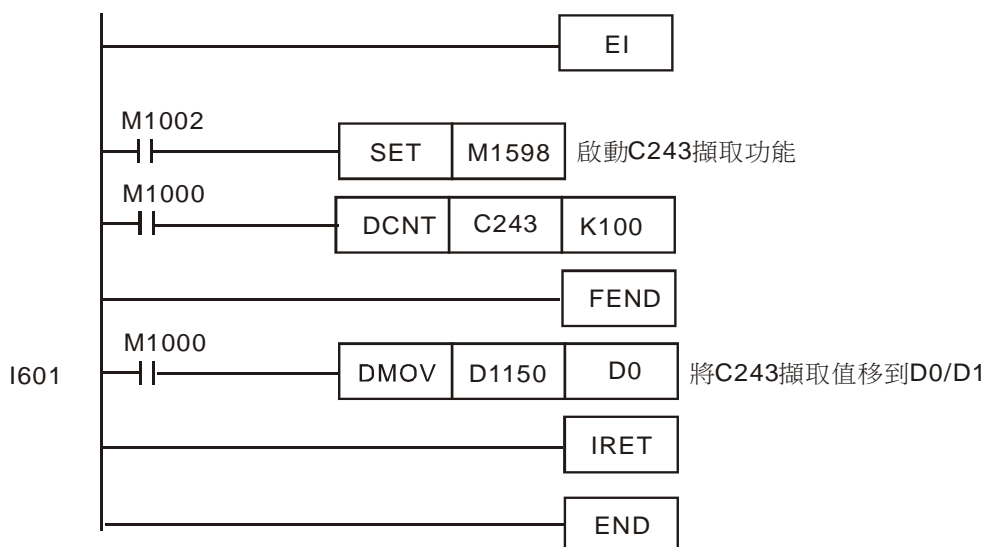 EI
M1002
SET M1598 啟動C243擷取功能
M1000
DCNT C243 K100
FEND
M1000
I601 DMOV D1150 D0 將C243擷取值移到D0/D1
IRET
END